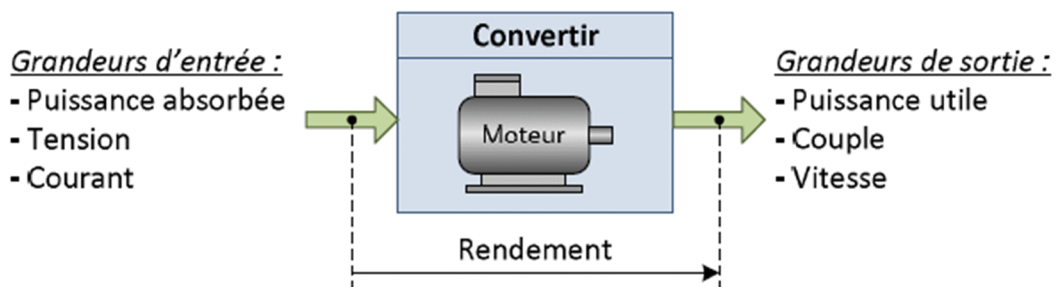 Grandeurs d'entrée :
- Puissance absorbée
- Tension
- Courant
Convertir
Moteur
Grandeurs de sortie :
- Puissance utile
- Couple
- Vitesse
Rendement